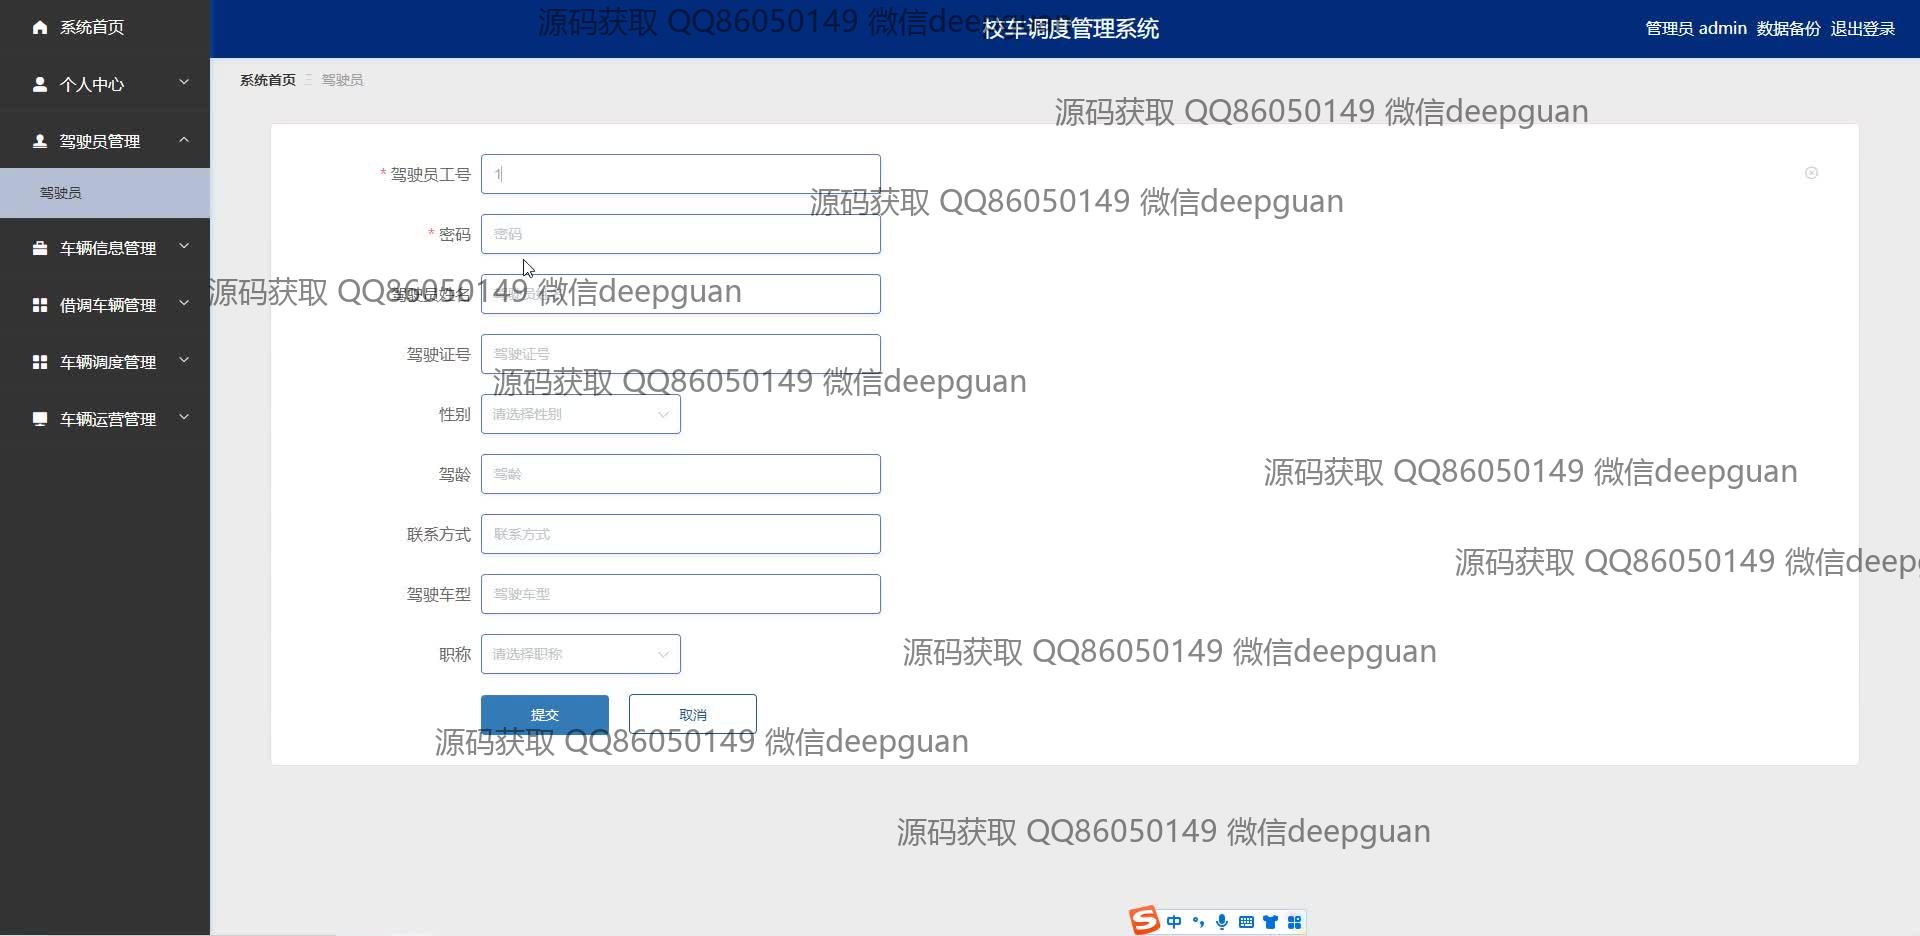 系统首页
个人中心
驾驶员管理
驾驶员
车辆信息管理
借调车辆管理
车辆调度管理
车辆运营管理
源码获取 QQ86050149 微信deepguan
校车调度管理系统
管理员 admin 数据备份 退出登录
系统首页 驾驶员
源码获取 QQ86050149 微信deepguan
* 驾驶员工号 1
源码获取 QQ86050149 微信deepguan
* 密码 密码
驾驶员姓名
源码获取 QQ86050149 微信deepguan
驾驶证号 驾驶证号
源码获取 QQ86050149 微信deepguan
性别 请选择性别
驾龄 驾龄
源码获取 QQ86050149 微信deepguan
联系方式 联系方式
源码获取 QQ86050149 微信deep
驾驶车型 驾驶车型
职称 请选择职称
源码获取 QQ86050149 微信deepguan
提交 取消
源码获取 QQ86050149 微信deepguan
源码获取 QQ86050149 微信deepguan
S 中